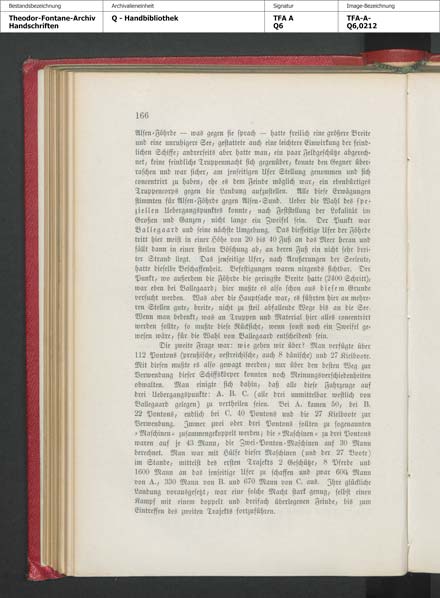 Bestandsbezeichnung
Archivalieneinheit
Signatur
Image-Bezeichnung
Theodor-Fontane-Archiv
Handschriften
Q - Handbibliothek
TFA A
Q6
TFA-A-
Q6,0212
166
Alsen-Föhrde — was gegen sie sprach — hatte freilich eine größere Breite
und eine unruhigere See, gestattete auch eine leichtere Einwirkung der feind-
lichen Schiffe; andrerseits aber hatte man, ein paar Feldgeschütze abgerech-
net, keine feindliche Truppenmacht sich gegenüber, konnte den Gegner über-
raschen und war sicher, am jenseitigen Ufer Stellung genommen und sich
concentrirt zu haben, ehe es dem Feinde möglich war, ein ebenbürtiges
Truppencorps gegen die Landung aufzustellen. Alle diese Erwägungen
stimmten für Alsen-Föhrde gegen Alsen-Sund. Ueber die Wahl des spe-
ziellen Uebergangspunktes konnte, nach Feststellung der Lokalität im
Großen und Ganzen, nicht lange ein Zweifel sein. Der Punkt war
Ballegaard und seine nächste Umgebung. Das diesseitige Ufer der Föhrde
tritt hier meist in einer Höhe von 20 bis 40 Fuß an das Meer heran und
fällt dann in einer steilen Böschung ab, an deren Fuß ein nicht sehr brei-
ter Strand liegt. Das jenseitige Ufer, nach Aeußerungen der Seeleute,
hatte dieselbe Beschaffenheit. Befestigungen waren nirgends sichtbar. Der
Punkt, wo außerdem die Föhrde die geringste Breite hatte (2400 Schritt),
war eben bei Ballegaard; hier mußte es also schon aus diesem Grunde
versucht werden. Was aber die Hauptsache war, es führten hier an mehre-
ren Stellen gute, breite, nicht zu steil abfallende Wege bis an die See.
Wenn man bedenkt, was an Truppen und Material hier alles concentrirt
werden sollte, so mußte diese Rücksicht, wenn sonst noch ein Zweifel ge-
wesen wäre, für die Wahl von Ballegaard entscheidend sein.
Die zweite Frage war: wie gehen wir über? Man verfügte über
112 Pontons (preußische, oestreichische, auch 8 dänische) und 27 Kielboote.
Mit diesen mußte es also gewagt werden; nur über den besten Weg zur
Verwendung dieser Schiffskörper konnten noch Meinungsverschiedenheiten
obwalten. Man einigte sich dahin, daß alle diese Fahrzeuge auf
drei Uebergangspunkte: A. B. C. (alle drei unmittelbar westlich von
Ballegaard gelegen) zu vertheilen seien. Bei A. kamen 50, bei B.
22 Pontons, endlich bei C. 40 Pontons und die 27 Kielboote zur
Verwendung. Immer zwei oder drei Pontons sollten zu sogenannten
»Maschinen« zusammengekoppelt werden; die »Maschinen« zu drei Pontons
waren auf je 43 Mann, die Zwei-Ponton-Maschinen auf 30 Mann
berechnet. Man war mit Hülfe dieser Maschinen (und der 27 Boote)
im Stande, mittelst des ersten Trajekts 2 Geschütze, 8 Pferde und
1600 Mann an das jenseitige Ufer zu schaffen und zwar 600 Mann
von A., 330 Mann von B. und 670 Mann von C. aus. Ihre glückliche
Landung vorausgesetzt, war eine solche Macht stark genug, selbst einen
Kampf mit einem doppelt und dreifach überlegenen Feinde, bis zum
Eintreffen des zweiten Trajekts fortzuführen.